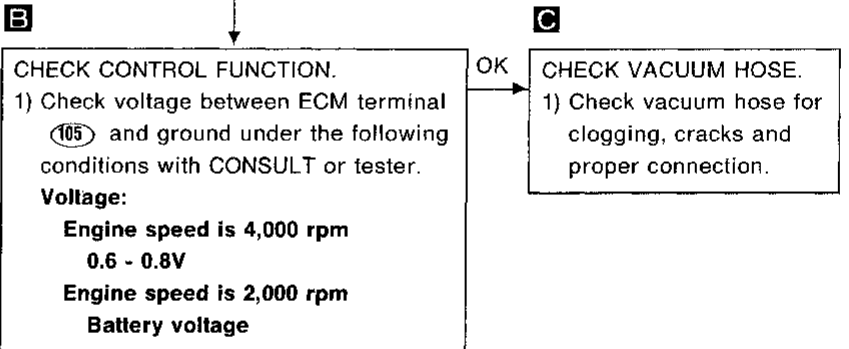 B
CHECK CONTROL FUNCTION.
1) Check voltage between ECM terminal
105 and ground under the following
conditions with CONSULT or tester.
Voltage:
Engine speed is 4,000 rpm
0.6 - 0.8V
Engine speed is 2,000 rpm
Battery voltage
OK
C
CHECK VACUUM HOSE.
1) Check vacuum hose for
clogging, cracks and
proper connection.